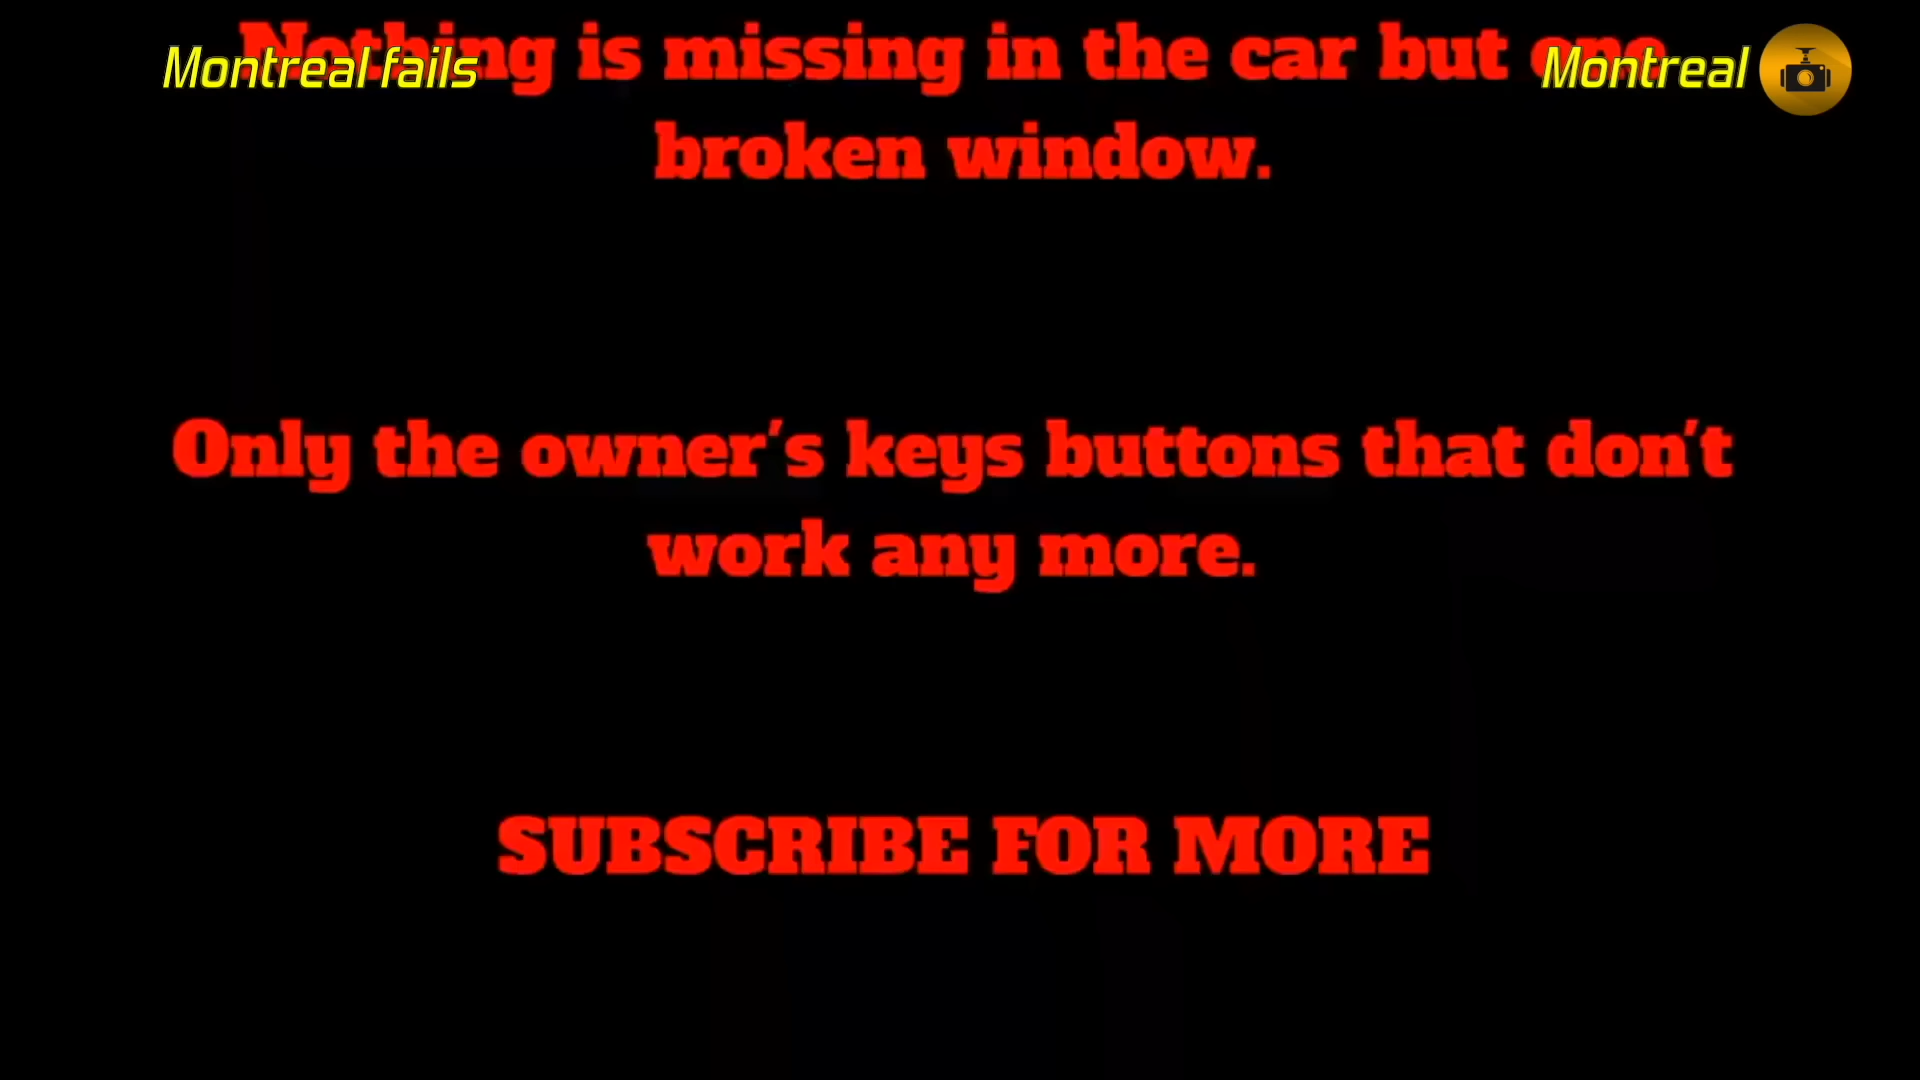 Nothing is missing in the car but one
Montreal fails
Montreal
broken window.
Only the owner's keys buttons that don't
work any more.
SUBSCRIBE FOR MORE